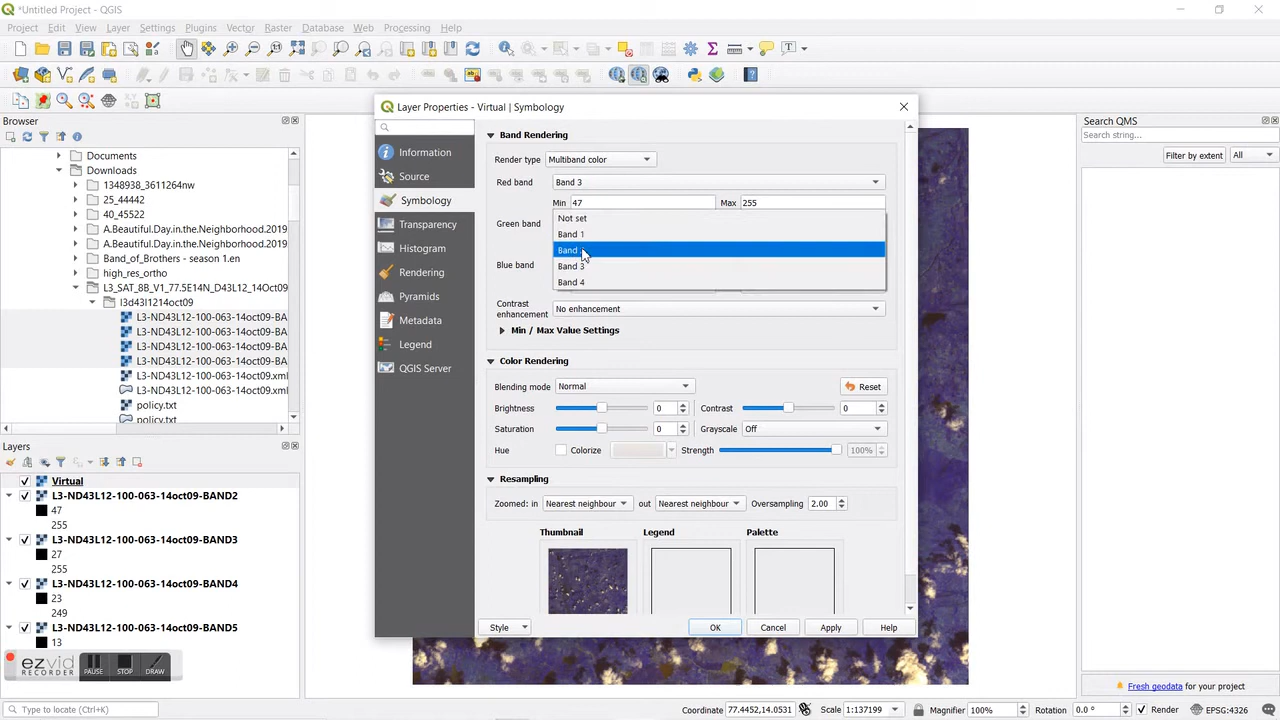 *Untitled Project - QGIS
Project Edit View Layer Settings Plugins Vector Raster Database Web Processing Help
Browser
Documents
Downloads
1348938_3611264nw
25_44442
40_45522
A.Beautiful.Day.in.the.Neighborhood.2019
A.Beautiful.Day.in.the.Neighborhood.2019
Band_of_Brothers - season 1.en
high_res_ortho
L3_SAT_8B_V1_77.5E14N_D43L12_14Oct09
l3d43l1214oct09
L3-ND43L12-100-063-14oct09-BA
L3-ND43L12-100-063-14oct09-BA
L3-ND43L12-100-063-14oct09-BA
L3-ND43L12-100-063-14oct09-BA
L3-ND43L12-100-063-14oct09.xml
L3-ND43L12-100-063-14oct09.xml
policy.txt
policy.txt
Layers
Virtual
L3-ND43L12-100-063-14oct09-BAND2
47
255
L3-ND43L12-100-063-14oct09-BAND3
27
255
L3-ND43L12-100-063-14oct09-BAND4
23
249
L3-ND43L12-100-063-14oct09-BAND5
13
ezvid
RECORDER
PAUSE STOP DRAW
Layer Properties - Virtual | Symbology
Information
Source
Symbology
Transparency
Histogram
Rendering
Pyramids
Metadata
Legend
QGIS Server
Band Rendering
Render type Multiband color
Red band Band 3
Min 47 Max 255
Green band
Not set
Band 1
Band
Band 3
Band 4
Blue band
Contrast enhancement No enhancement
Min / Max Value Settings
Color Rendering
Blending mode Normal Reset
Brightness 0 Contrast 0
Saturation 0 Grayscale Off
Hue Colorize Strength 100%
Resampling
Zoomed: in Nearest neighbour out Nearest neighbour Oversampling 2.00
Thumbnail Legend Palette
Style OK Cancel Apply Help
Search QMS
Search string...
Filter by extent All
Fresh geodata for your project
Type to locate (Ctrl+K) Coordinate 77.4452,14.0531 Scale 1:137199 Magnifier 100% Rotation 0.0 ° Render EPSG:4326